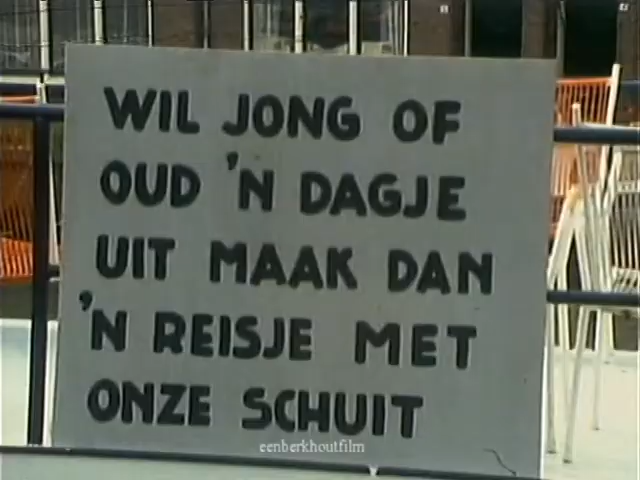 WIL JONG OF
OUD 'N DAGJE
UIT MAAK DAN
'N REISJE MET
ONZE SCHUIT
eenberkhoutfilm